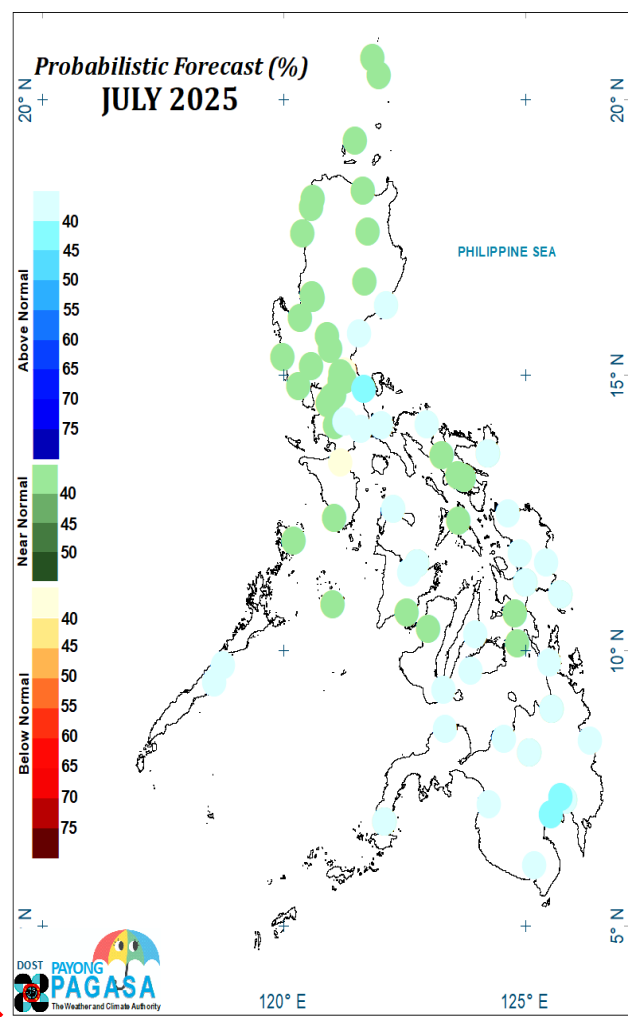 Probabilistic Forecast (%)
JULY 2025
20° N
20° N
PHILIPPINE SEA
Above Normal
40
45
50
55
60
65
70
75
15° N
Near Normal
40
45
50
Below Normal
40
45
50
55
60
65
70
75
10° N
N
5° N
DOST
PAYONG
PAGASA
The Weather and Climate Authority
120° E
125° E